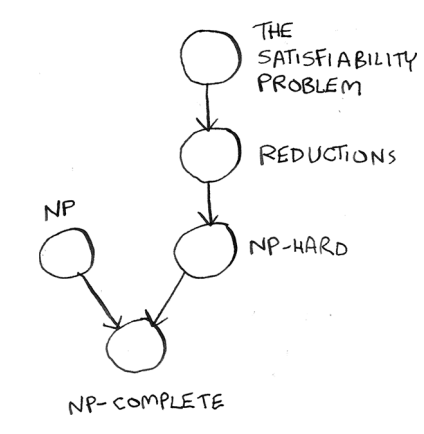 THE
SATISFIABILITY
PROBLEM
REDUCTIONS
NP
NP-HARD
NP-COMPLETE